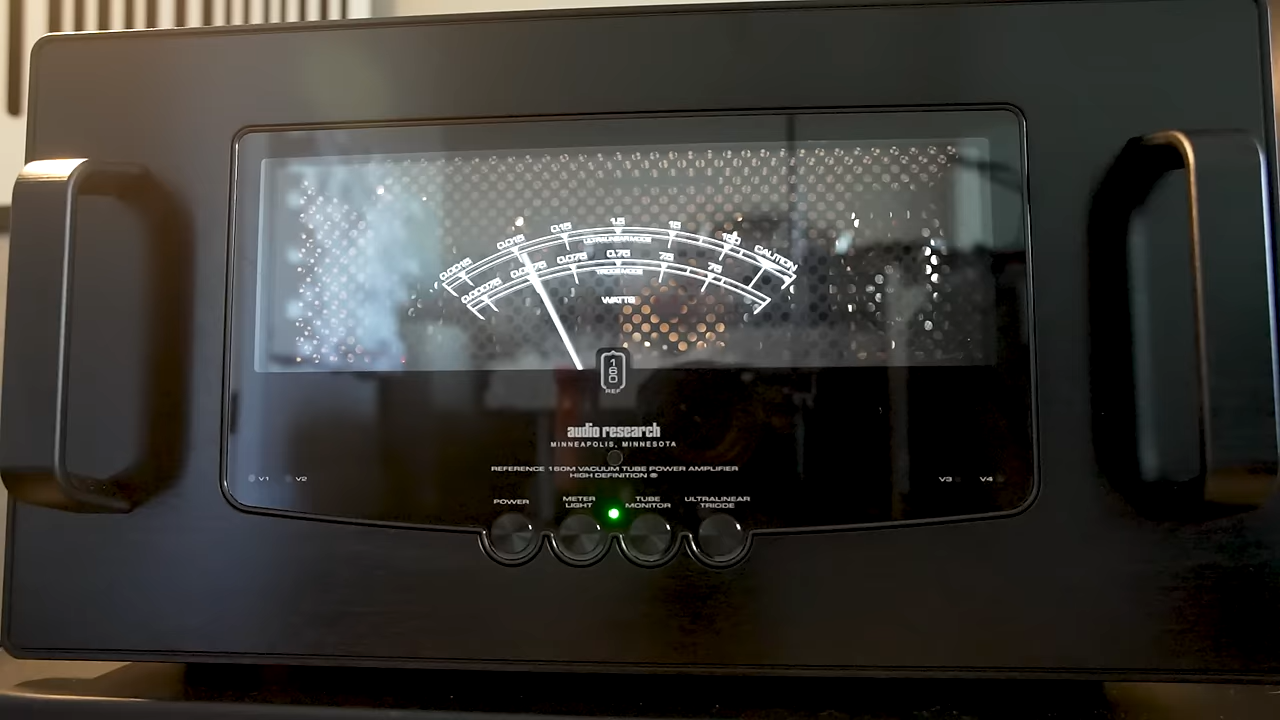 0.0015 0.015 0.15 1.5 15 150 CAUTION
ULTRALINEAR MODE
0.00075 0.0075 0.075 0.75 7.5 75
TRIODE MODE
WATTS
160
REF
audio research
MINNEAPOLIS, MINNESOTA
REFERENCE 160M VACUUM TUBE POWER AMPLIFIER
HIGH DEFINITION ®
V1 V2 V3 V4
POWER METER LIGHT TUBE MONITOR ULTRALINEAR TRIODE